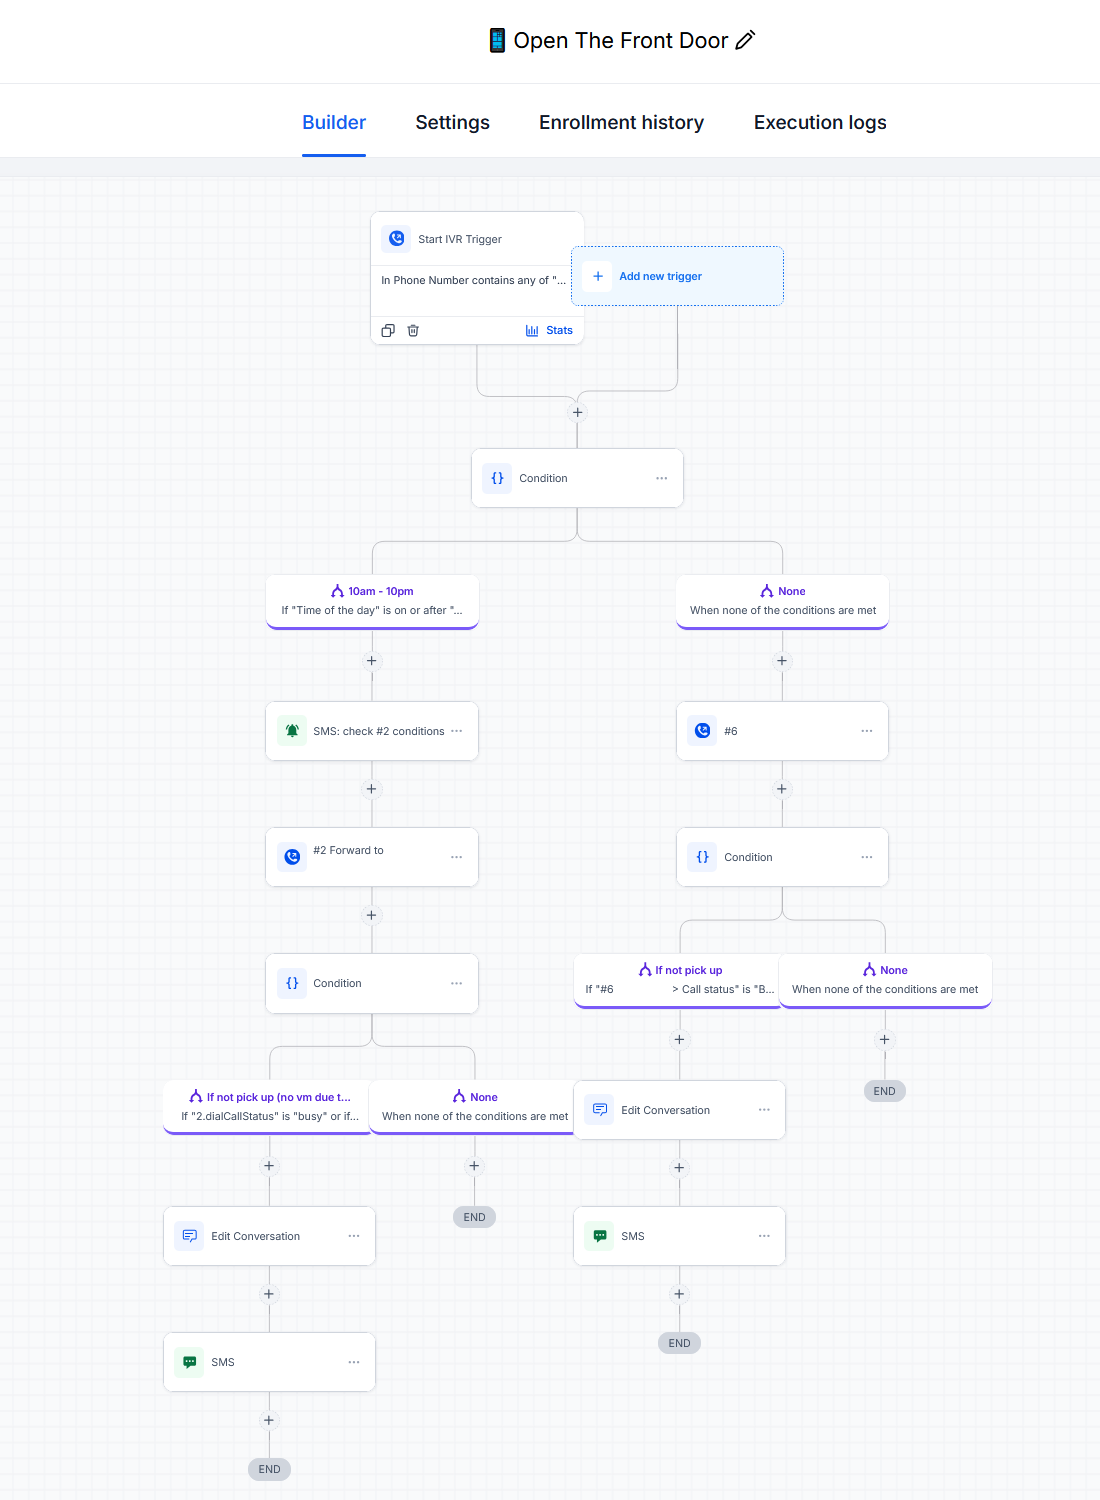 Open The Front Door
Builder
Settings
Enrollment history
Execution logs
Start IVR Trigger
In Phone Number contains any of "...
Stats
Add new trigger
Condition
10am - 10pm
If "Time of the day" is on or after "...
None
When none of the conditions are met
SMS: check #2 conditions
#6
#2 Forward to
Condition
Condition
If not pick up
If "#6 > Call status" is "B...
None
When none of the conditions are met
If not pick up (no vm due t...
If "2.dialCallStatus" is "busy" or if...
None
When none of the conditions are met
Edit Conversation
END
Edit Conversation
END
SMS
SMS
END
END